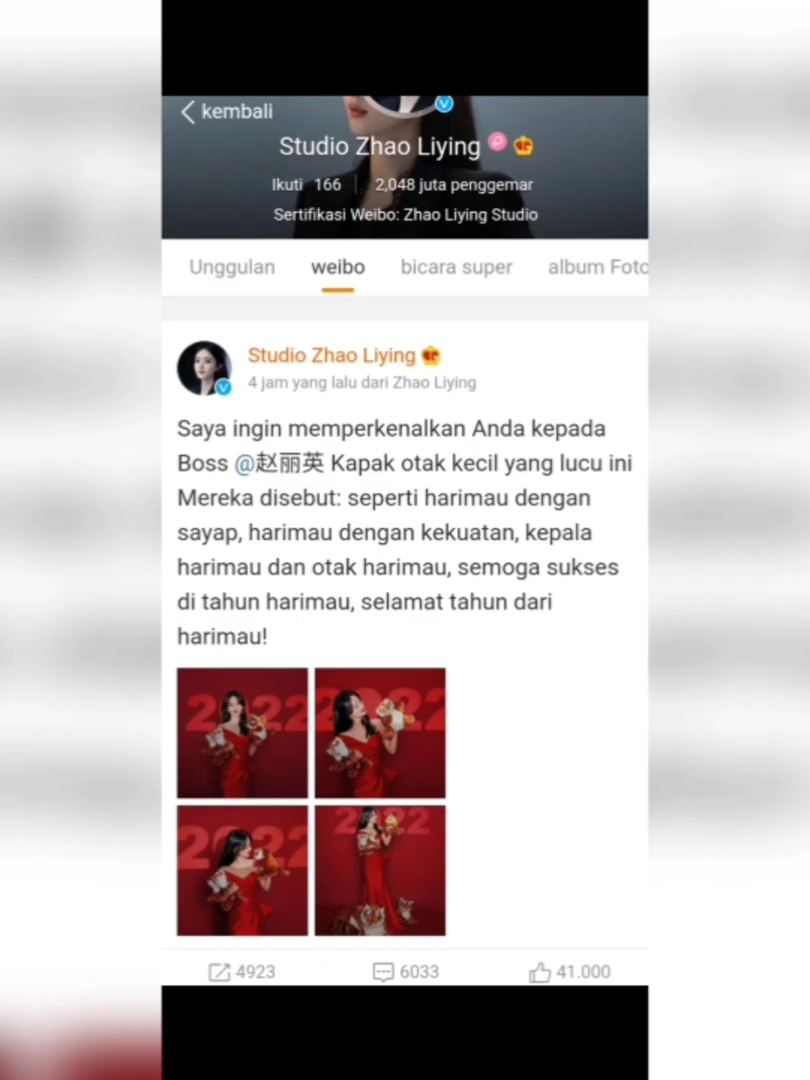 kembali
Studio Zhao Liying
Ikuti 166 | 2,048 juta penggemar
Sertifikasi Weibo: Zhao Liying Studio
Unggulan weibo bicara super album Foto
Studio Zhao Liying
4 jam yang lalu dari Zhao Liying
Saya ingin memperkenalkan Anda kepada
Boss @赵丽英 Kapak otak kecil yang lucu ini
Mereka disebut: seperti harimau dengan
sayap, harimau dengan kekuatan, kepala
harimau dan otak harimau, semoga sukses
di tahun harimau, selamat tahun dari
harimau!
2022 2022
2022 2022
4923 6033 41.000